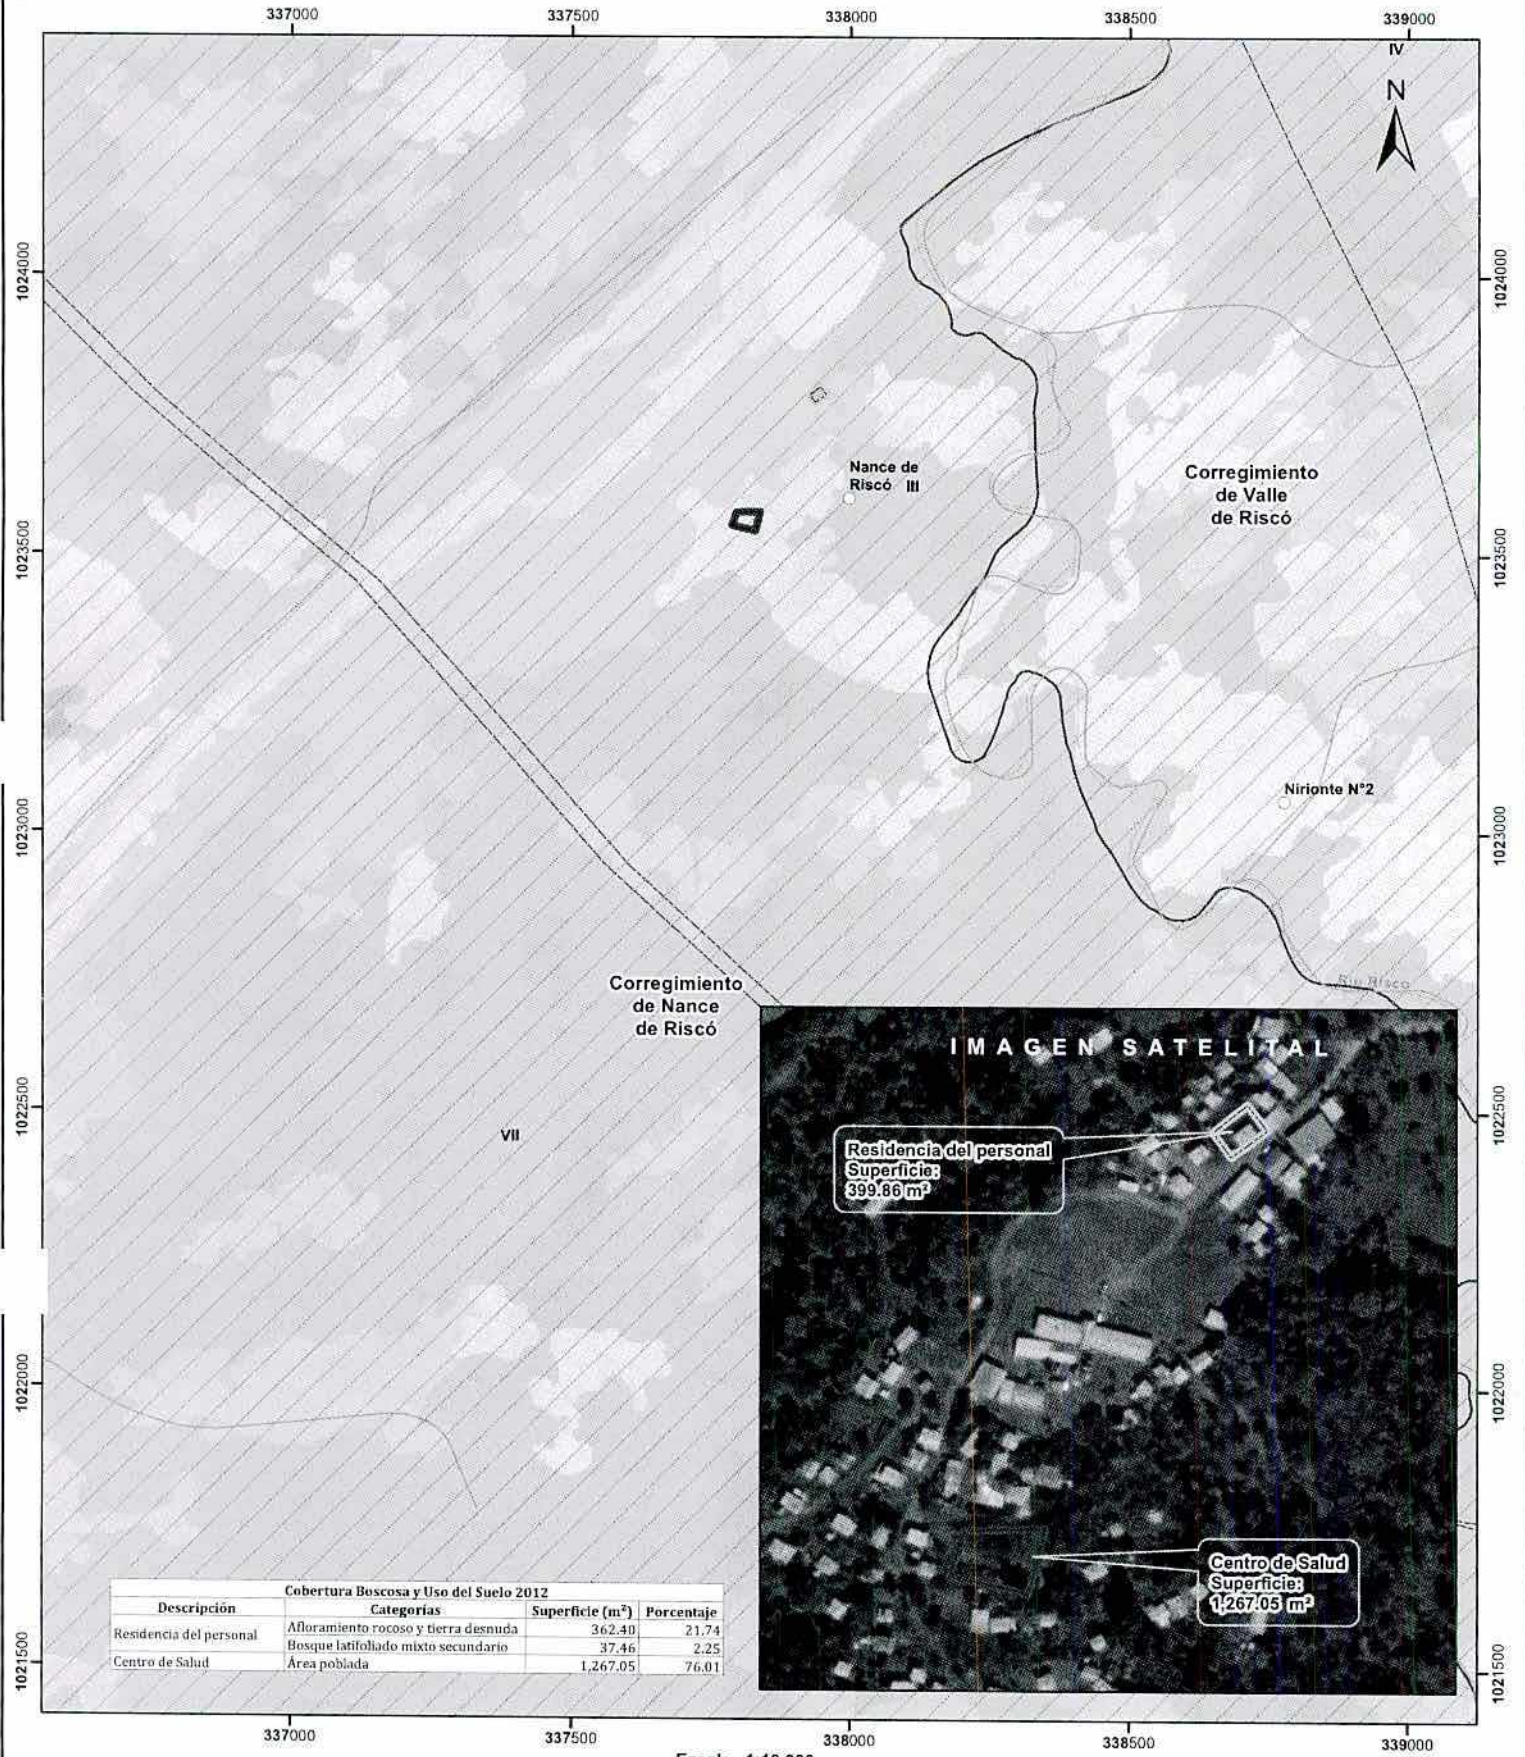 337000 337500 338000 338500 339000
IV
N
1024000 1024000
Nance de
Riscó III
Corregimiento
de Valle
de Riscó
1023500 1023500
Nirionte N°2
1023000 1023000
Río Risco
Corregimiento
de Nance
de Riscó
IMAGEN SATELITAL
1022500 1022500
VII
Residencia del personal
Superficie:
399.86 m²
1022000 1022000
Centro de Salud
Superficie:
1,267.05 m²
Cobertura Boscosa y Uso del Suelo 2012
Descripción Categorías Superficie (m²) Porcentaje
Residencia del personal Afloramiento rocoso y tierra desnuda 362.40 21.74
Bosque latifoliado mixto secundario 37.46 2.25
Centro de Salud Área poblada 1,267.05 76.01
1021500 1021500
337000 337500 338000 338500 339000